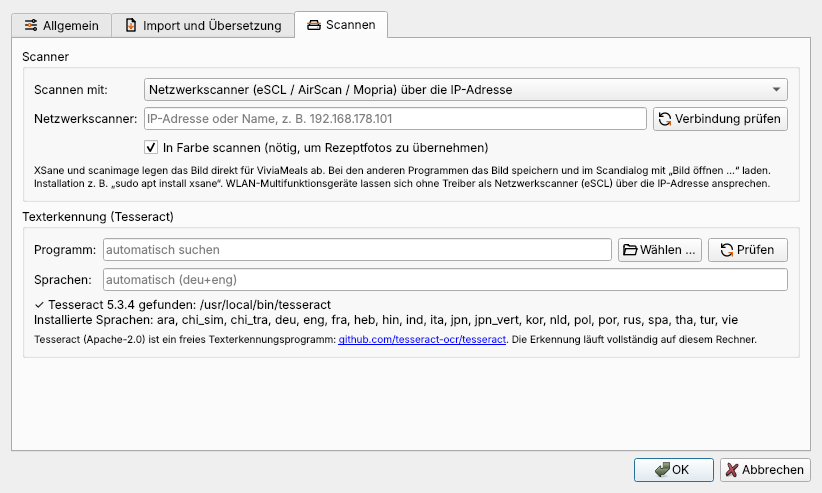 Allgemein
Import und Übersetzung
Scannen
Scanner
Scannen mit: Netzwerkscanner (eSCL / AirScan / Mopria) über die IP-Adresse
Netzwerkscanner: IP-Adresse oder Name, z. B. 192.168.178.101 Verbindung prüfen
In Farbe scannen (nötig, um Rezeptfotos zu übernehmen)
XSane und scanimage legen das Bild direkt für ViviaMeals ab. Bei den anderen Programmen das Bild speichern und im Scandialog mit „Bild öffnen ...“ laden.
Installation z. B. „sudo apt install xsane“. WLAN-Multifunktionsgeräte lassen sich ohne Treiber als Netzwerkscanner (eSCL) über die IP-Adresse ansprechen.
Texterkennung (Tesseract)
Programm: automatisch suchen Wählen ... Prüfen
Sprachen: automatisch (deu+eng)
✓ Tesseract 5.3.4 gefunden: /usr/local/bin/tesseract
Installierte Sprachen: ara, chi_sim, chi_tra, deu, eng, fra, heb, hin, ind, ita, jpn, jpn_vert, kor, nld, pol, por, rus, spa, tha, tur, vie
Tesseract (Apache-2.0) ist ein freies Texterkennungsprogramm: github.com/tesseract-ocr/tesseract. Die Erkennung läuft vollständig auf diesem Rechner.
OK
Abbrechen